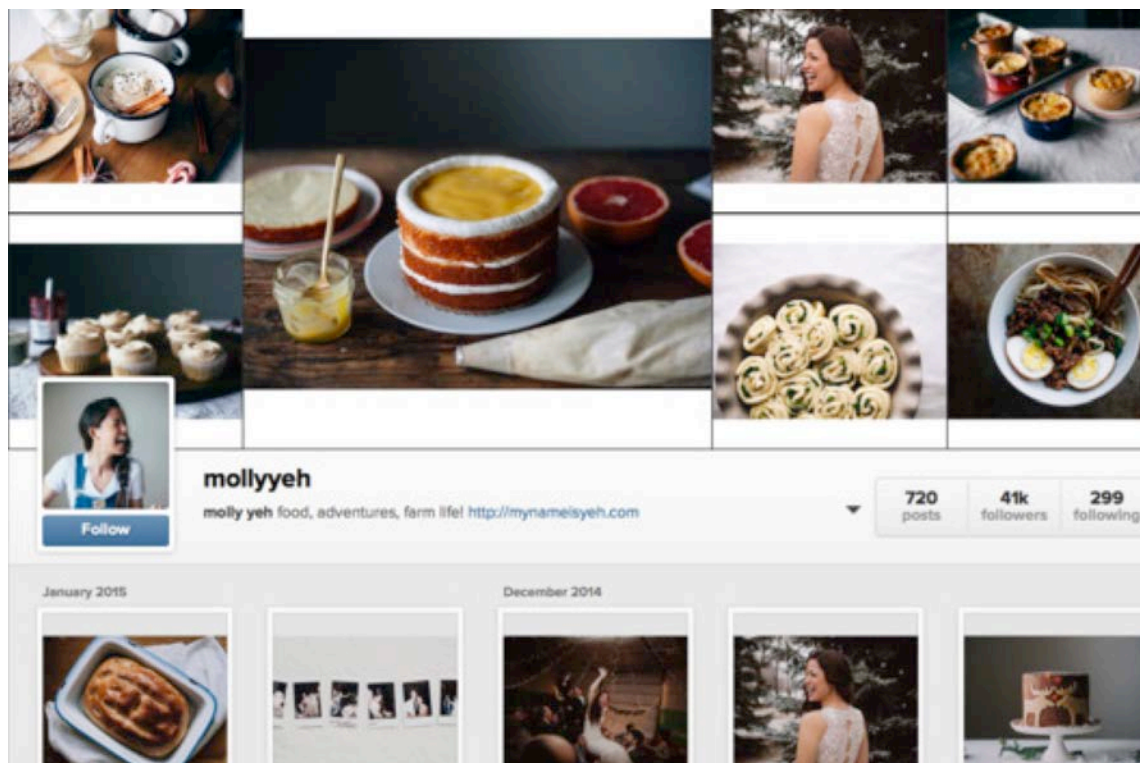 mollyyeh
molly yeh food, adventures, farm life! http://mynameisyeh.com
Follow
720 posts
41k followers
299 following
January 2015
December 2014